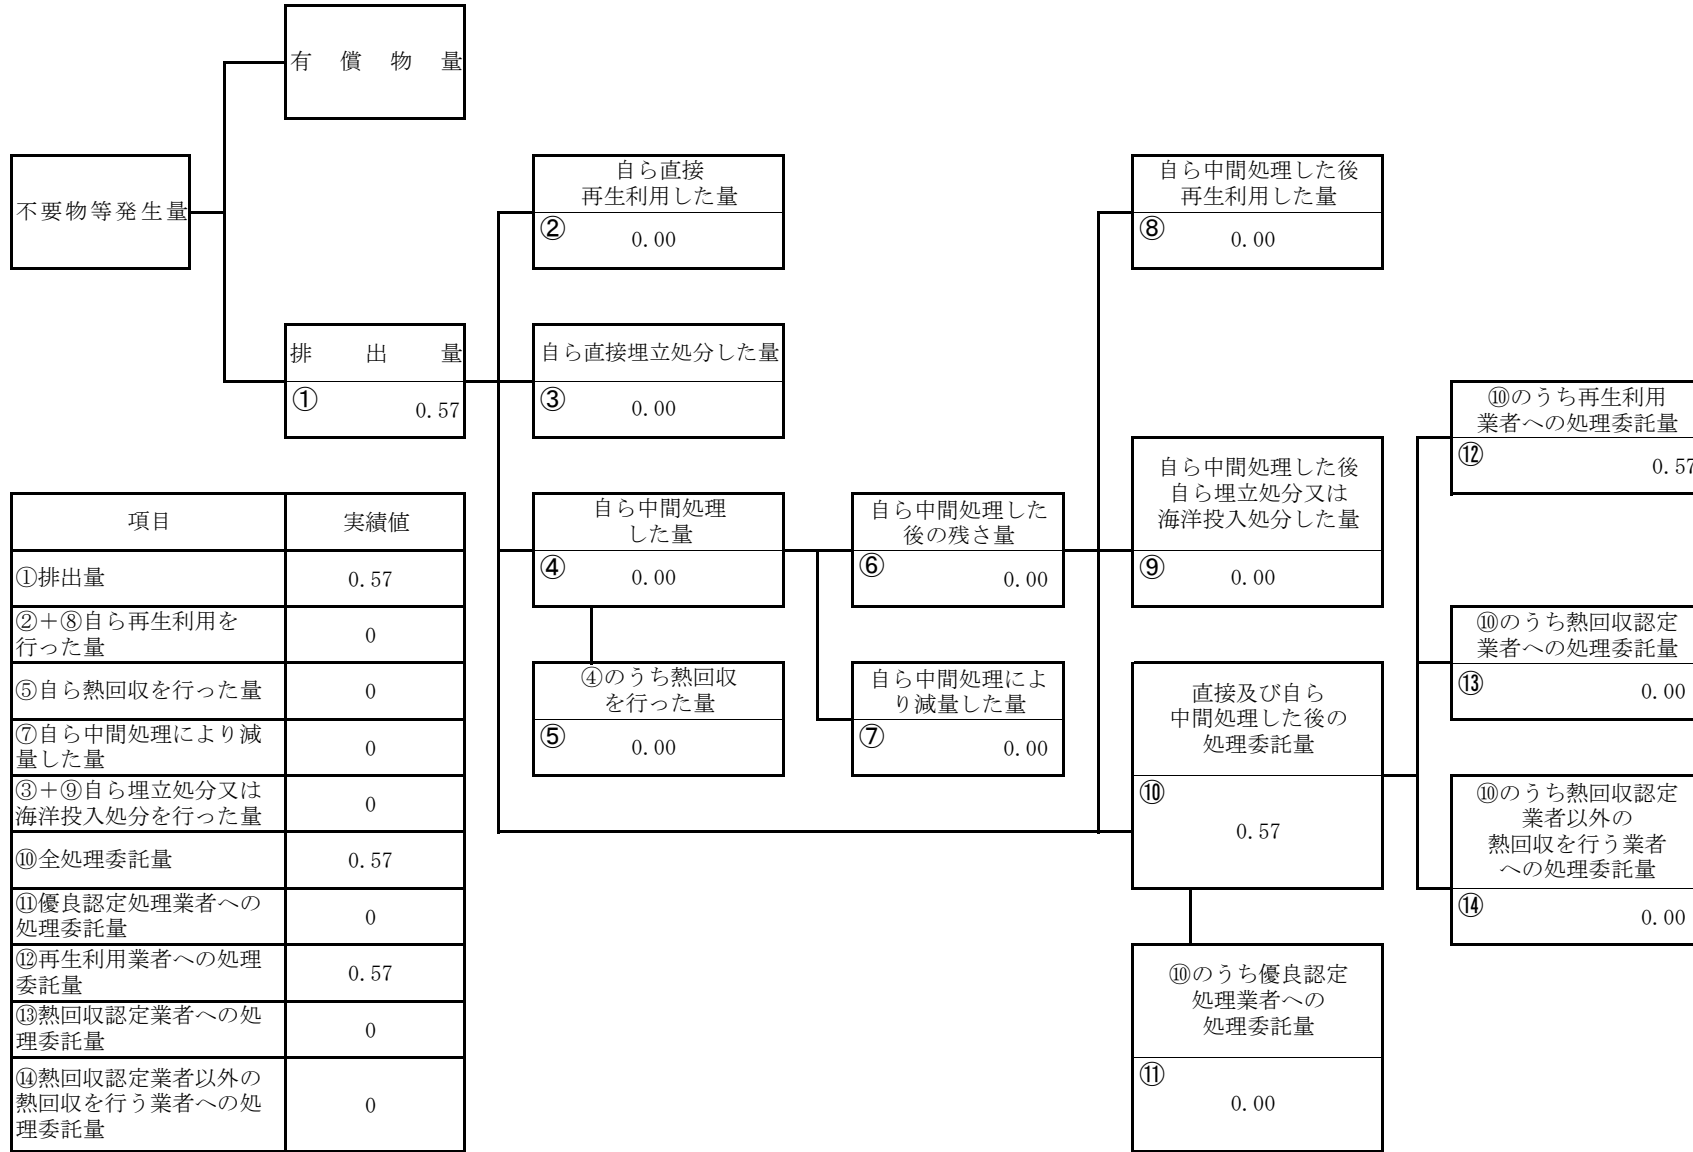 有償物量
不要物等発生量
自ら直接
再生利用した量
② 0.00
自ら中間処理した後
再生利用した量
⑧ 0.00
排出量
① 0.57
自ら直接埋立処分した量
③ 0.00
⑩のうち再生利用
業者への処理委託量
⑫ 0.57
自ら中間処理
した量
④ 0.00
自ら中間処理した
後の残さ量
⑥ 0.00
自ら中間処理した後
自ら埋立処分又は
海洋投入処分した量
⑨ 0.00
⑩のうち熱回収認定
業者への処理委託量
⑬ 0.00
④のうち熱回収
を行った量
⑤ 0.00
自ら中間処理によ
り減量した量
⑦ 0.00
直接及び自ら
中間処理した後の
処理委託量
⑩
0.57
⑩のうち熱回収認定
業者以外の
熱回収を行う業者
への処理委託量
⑭ 0.00
⑩のうち優良認定
処理業者への
処理委託量
⑪
0.00
項目 実績値
①排出量 0.57
②＋⑧自ら再生利用を
行った量 0
⑤自ら熱回収を行った量 0
⑦自ら中間処理により減
量した量 0
③＋⑨自ら埋立処分又は
海洋投入処分を行った量 0
⑩全処理委託量 0.57
⑪優良認定処理業者への
処理委託量 0
⑫再生利用業者への処理
委託量 0.57
⑬熱回収認定業者への処
理委託量 0
⑭熱回収認定業者以外の
熱回収を行う業者への処
理委託量 0